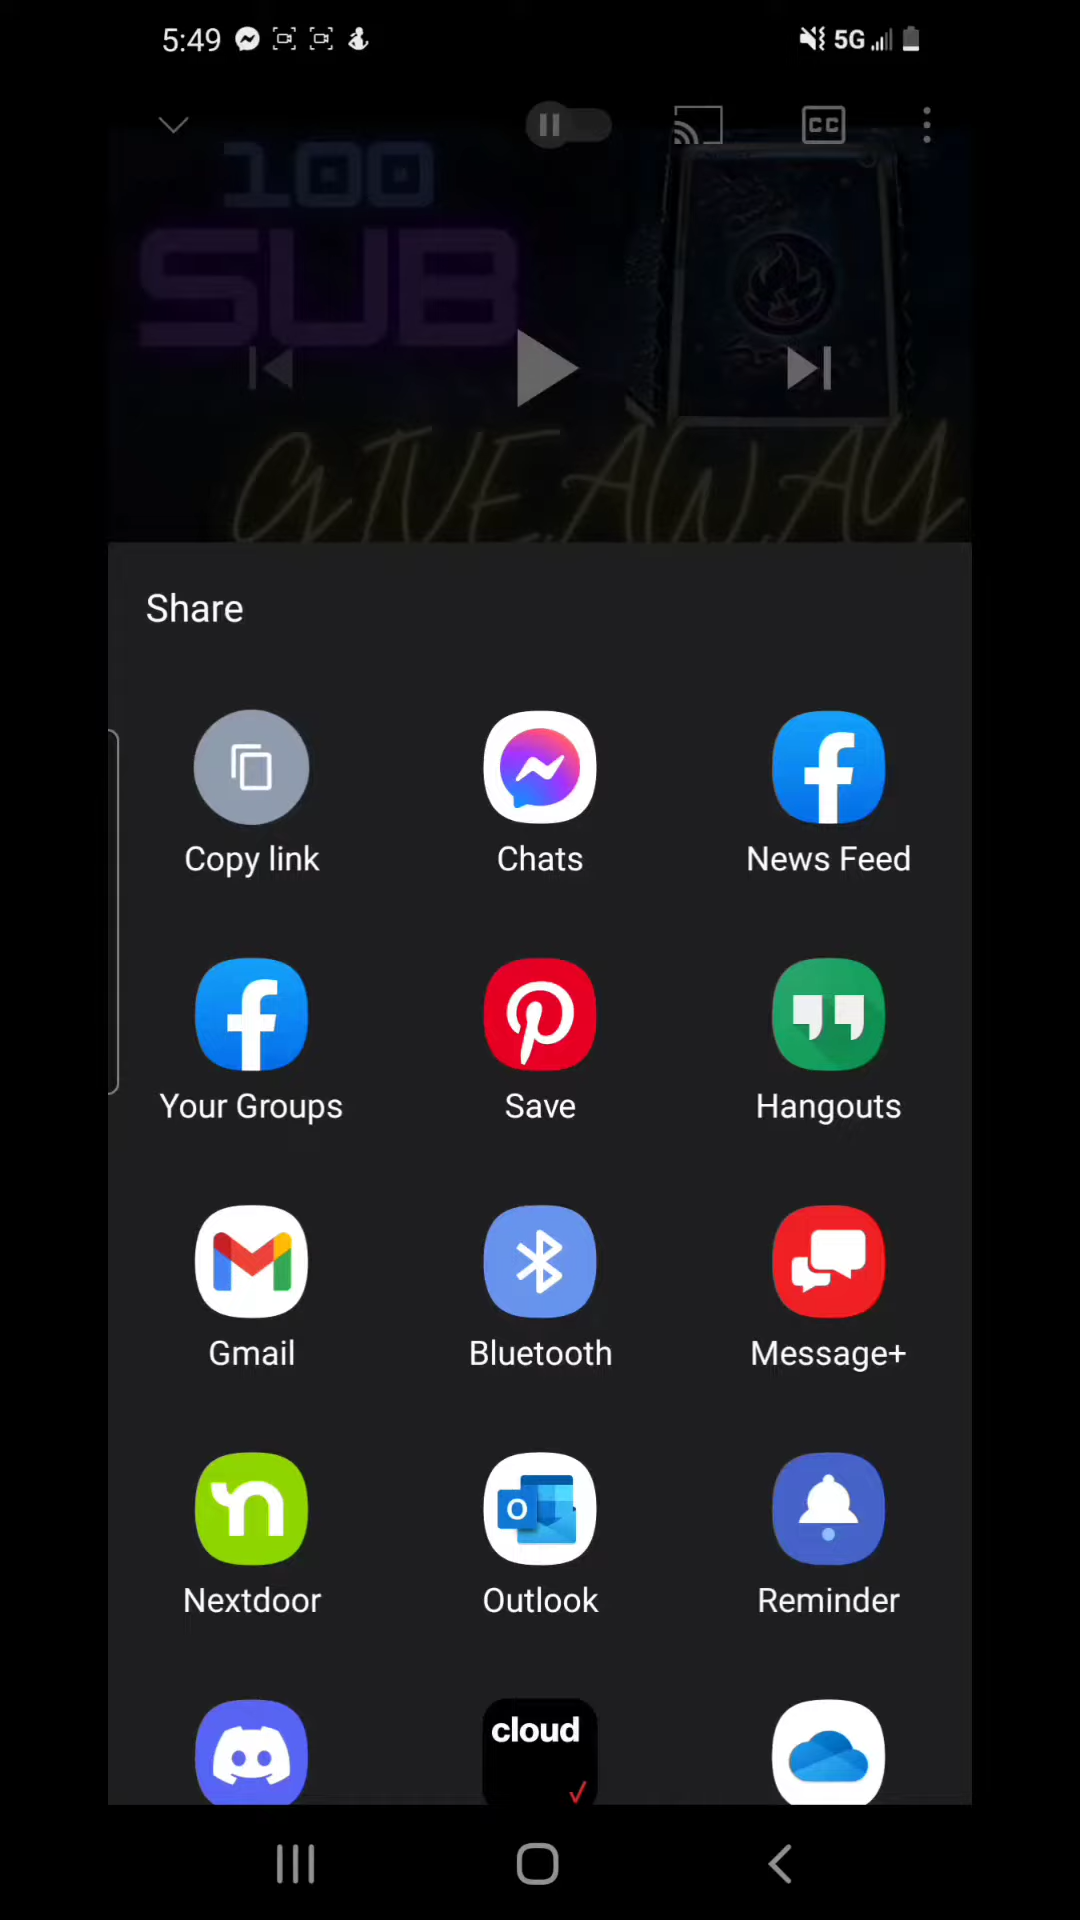 5:49
5G
CC
100
SUB
GIVEAWAY
Share
Copy link
Chats
News Feed
Your Groups
Save
Hangouts
Gmail
Bluetooth
Message+
Nextdoor
Outlook
Reminder
cloud